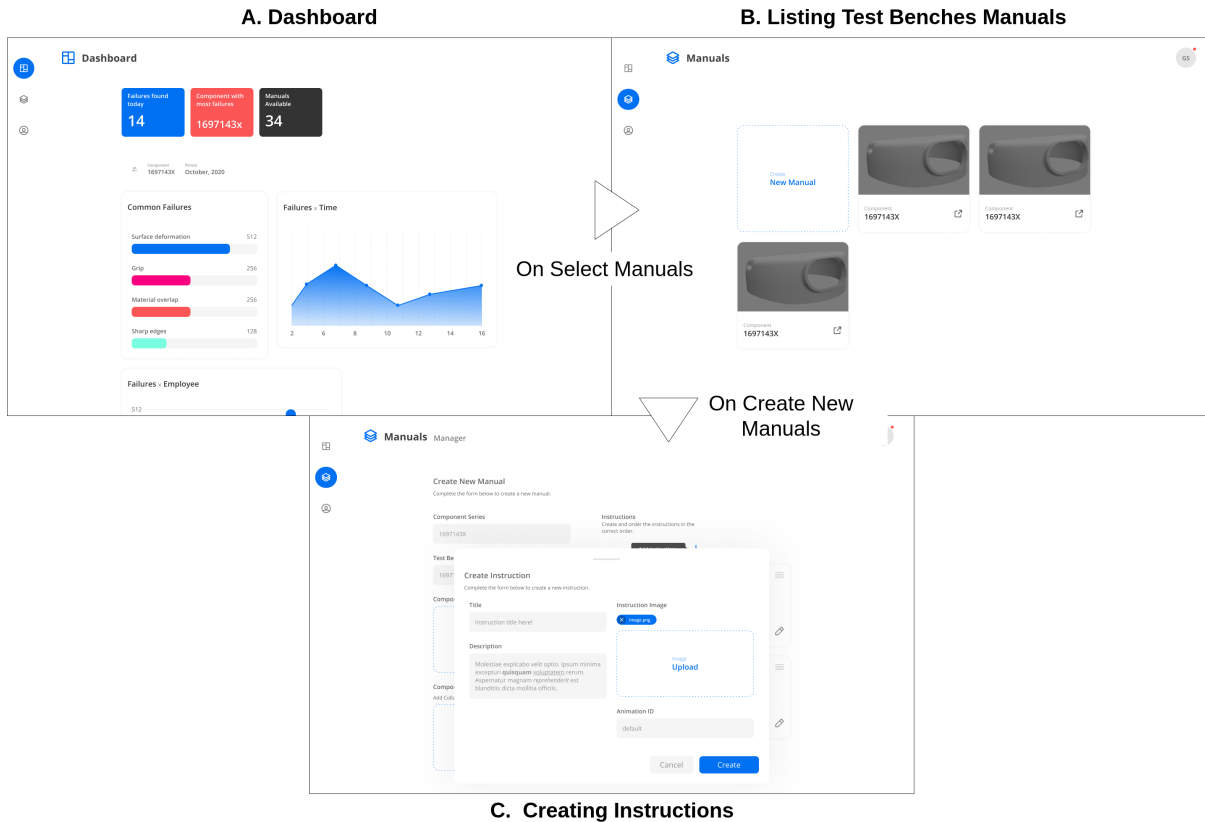 A. Dashboard
B. Listing Test Benches Manuals
Dashboard
Failures found
today
14
Component with
most failures
1697143x
Manuals
Available
34
Component
1697143X
Period
October, 2020
Common Failures
Surface deformation 512
Grip 256
Material overlap 256
Sharp edges 128
Failures x Time
2 6 8 10 12 14 16
Failures x Employee
512
On Select Manuals
Manuals
GS
Create
New Manual
Component
1697143X
Component
1697143X
Component
1697143X
On Create New
Manuals
Manuals Manager
Create New Manual
Complete the form below to create a new manual.
Component Series
1697143X
Instructions
Create and order the instructions in the
correct order.
Test Be
1697
Compo
Compo
Add Coll
Create Instruction
Complete the form below to create a new instruction.
Title
Instruction title here!
Description
Molestiae explicabo velit optio. Ipsum minima
excepturi quisquam voluptatem rerum.
Aspernatur magnam reprehenderit est
blanditiis dicta mollitia officiis.
Instruction Image
Image.png
Image
Upload
Animation ID
default
Cancel
Create
C. Creating Instructions